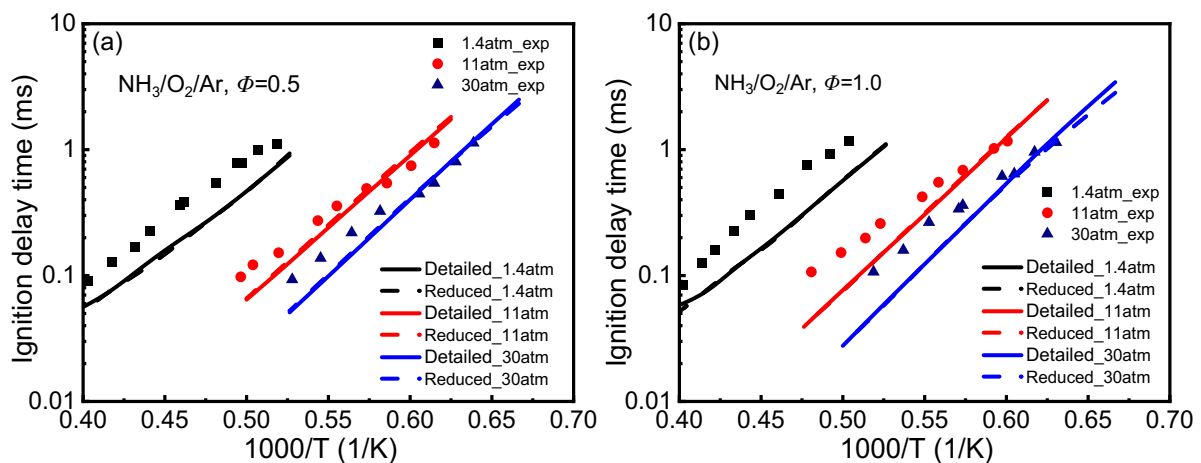 (a)
NH₃/O₂/Ar, Φ=0.5
1.4atm_exp
11atm_exp
30atm_exp
Detailed_1.4atm
Reduced_1.4atm
Detailed_11atm
Reduced_11atm
Detailed_30atm
Reduced_30atm
Ignition delay time (ms)
10
1
0.1
0.01
0.40 0.45 0.50 0.55 0.60 0.65 0.70
1000/T (1/K)
(b)
NH₃/O₂/Ar, Φ=1.0
1.4atm_exp
11atm_exp
30atm_exp
Detailed_1.4atm
Reduced_1.4atm
Detailed_11atm
Reduced_11atm
Detailed_30atm
Reduced_30atm
Ignition delay time (ms)
10
1
0.1
0.01
0.40 0.45 0.50 0.55 0.60 0.65 0.70
1000/T (1/K)